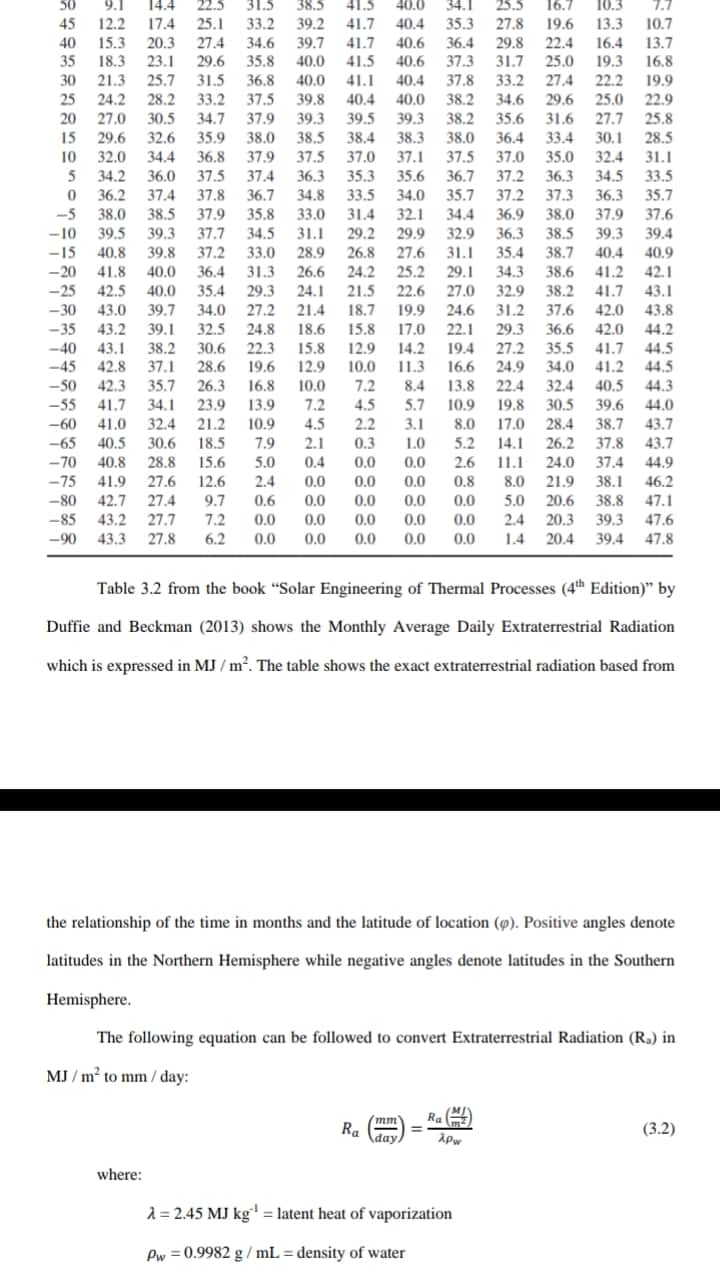 50 9.1 14.4 22.5 31.5 38.5 41.5 40.0 34.1 25.5 16.7 10.3 7.7
45 12.2 17.4 25.1 33.2 39.2 41.7 40.4 35.3 27.8 19.6 13.3 10.7
40 15.3 20.3 27.4 34.6 39.7 41.7 40.6 36.4 29.8 22.4 16.4 13.7
35 18.3 23.1 29.6 35.8 40.0 41.5 40.6 37.3 31.7 25.0 19.3 16.8
30 21.3 25.7 31.5 36.8 40.0 41.1 40.4 37.8 33.2 27.4 22.2 19.9
25 24.2 28.2 33.2 37.5 39.8 40.4 40.0 38.2 34.6 29.6 25.0 22.9
20 27.0 30.5 34.7 37.9 39.3 39.5 39.3 38.2 35.6 31.6 27.7 25.8
15 29.6 32.6 35.9 38.0 38.5 38.4 38.3 38.0 36.4 33.4 30.1 28.5
10 32.0 34.4 36.8 37.9 37.5 37.0 37.1 37.5 37.0 35.0 32.4 31.1
5 34.2 36.0 37.5 37.4 36.3 35.3 35.6 36.7 37.2 36.3 34.5 33.5
0 36.2 37.4 37.8 36.7 34.8 33.5 34.0 35.7 37.2 37.3 36.3 35.7
−5 38.0 38.5 37.9 35.8 33.0 31.4 32.1 34.4 36.9 38.0 37.9 37.6
−10 39.5 39.3 37.7 34.5 31.1 29.2 29.9 32.9 36.3 38.5 39.3 39.4
−15 40.8 39.8 37.2 33.0 28.9 26.8 27.6 31.1 35.4 38.7 40.4 40.9
−20 41.8 40.0 36.4 31.3 26.6 24.2 25.2 29.1 34.3 38.6 41.2 42.1
−25 42.5 40.0 35.4 29.3 24.1 21.5 22.6 27.0 32.9 38.2 41.7 43.1
−30 43.0 39.7 34.0 27.2 21.4 18.7 19.9 24.6 31.2 37.6 42.0 43.8
−35 43.2 39.1 32.5 24.8 18.6 15.8 17.0 22.1 29.3 36.6 42.0 44.2
−40 43.1 38.2 30.6 22.3 15.8 12.9 14.2 19.4 27.2 35.5 41.7 44.5
−45 42.8 37.1 28.6 19.6 12.9 10.0 11.3 16.6 24.9 34.0 41.2 44.5
−50 42.3 35.7 26.3 16.8 10.0 7.2 8.4 13.8 22.4 32.4 40.5 44.3
−55 41.7 34.1 23.9 13.9 7.2 4.5 5.7 10.9 19.8 30.5 39.6 44.0
−60 41.0 32.4 21.2 10.9 4.5 2.2 3.1 8.0 17.0 28.4 38.7 43.7
−65 40.5 30.6 18.5 7.9 2.1 0.3 1.0 5.2 14.1 26.2 37.8 43.7
−70 40.8 28.8 15.6 5.0 0.4 0.0 0.0 2.6 11.1 24.0 37.4 44.9
−75 41.9 27.6 12.6 2.4 0.0 0.0 0.0 0.8 8.0 21.9 38.1 46.2
−80 42.7 27.4 9.7 0.6 0.0 0.0 0.0 0.0 5.0 20.6 38.8 47.1
−85 43.2 27.7 7.2 0.0 0.0 0.0 0.0 0.0 2.4 20.3 39.3 47.6
−90 43.3 27.8 6.2 0.0 0.0 0.0 0.0 0.0 1.4 20.4 39.4 47.8
Table 3.2 from the book “Solar Engineering of Thermal Processes (4th Edition)” by
Duffie and Beckman (2013) shows the Monthly Average Daily Extraterrestrial Radiation
which is expressed in MJ / m². The table shows the exact extraterrestrial radiation based from
the relationship of the time in months and the latitude of location (φ). Positive angles denote
latitudes in the Northern Hemisphere while negative angles denote latitudes in the Southern
Hemisphere.
The following equation can be followed to convert Extraterrestrial Radiation (Rₐ) in
MJ / m² to mm / day:
Rₐ (mm/day) = Rₐ (MJ/m²) / λρw (3.2)
where:
λ = 2.45 MJ kg⁻¹ = latent heat of vaporization
ρw = 0.9982 g / mL = density of water